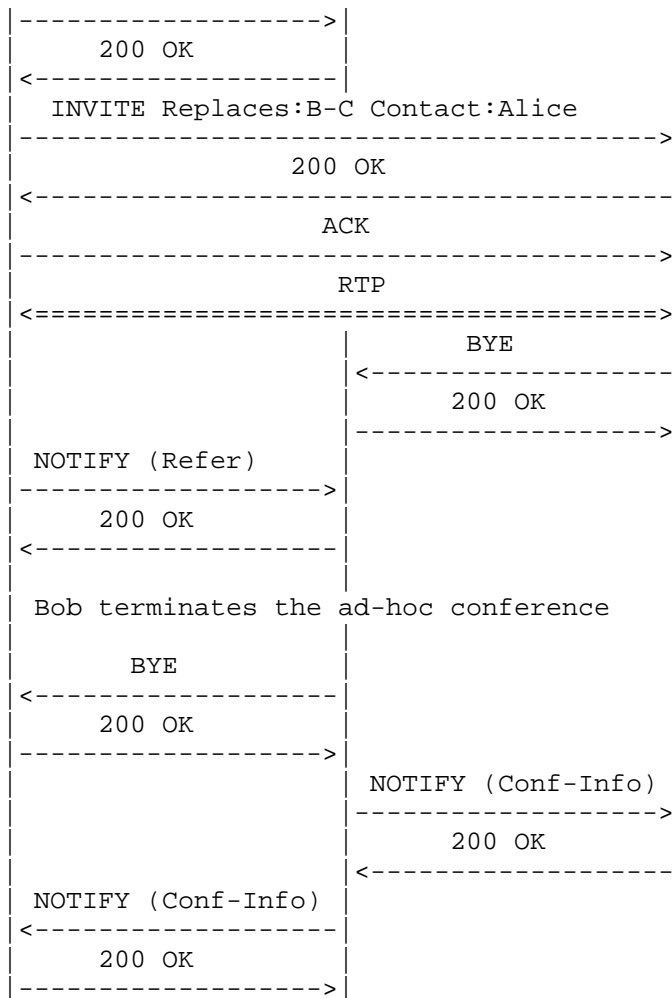 200 OK
INVITE Replaces:B-C Contact:Alice
200 OK
ACK
RTP
BYE
200 OK
NOTIFY (Refer)
200 OK
Bob terminates the ad-hoc conference
BYE
200 OK
NOTIFY (Conf-Info)
200 OK
NOTIFY (Conf-Info)
200 OK